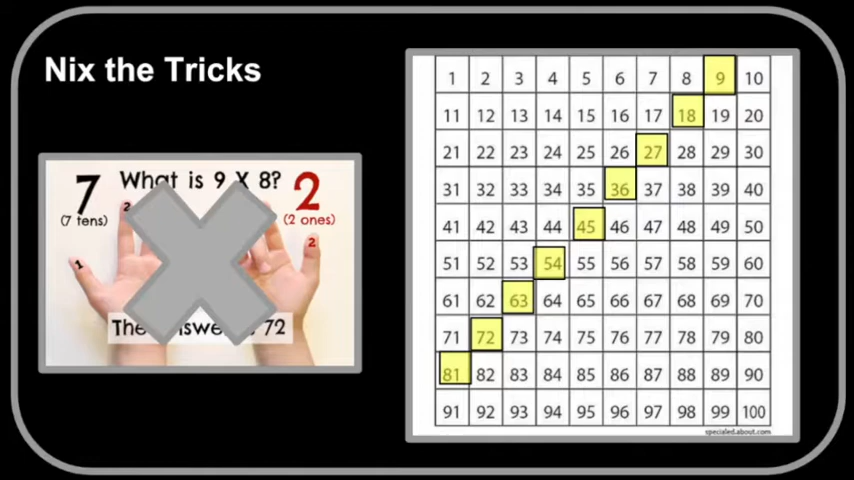 Nix the Tricks
What is 9 X 8?
7
(7 tens)
2
(2 ones)
2
2
1
The answer 72
1 2 3 4 5 6 7 8 9 10
11 12 13 14 15 16 17 18 19 20
21 22 23 24 25 26 27 28 29 30
31 32 33 34 35 36 37 38 39 40
41 42 43 44 45 46 47 48 49 50
51 52 53 54 55 56 57 58 59 60
61 62 63 64 65 66 67 68 69 70
71 72 73 74 75 76 77 78 79 80
81 82 83 84 85 86 87 88 89 90
91 92 93 94 95 96 97 98 99 100
specialed.about.com